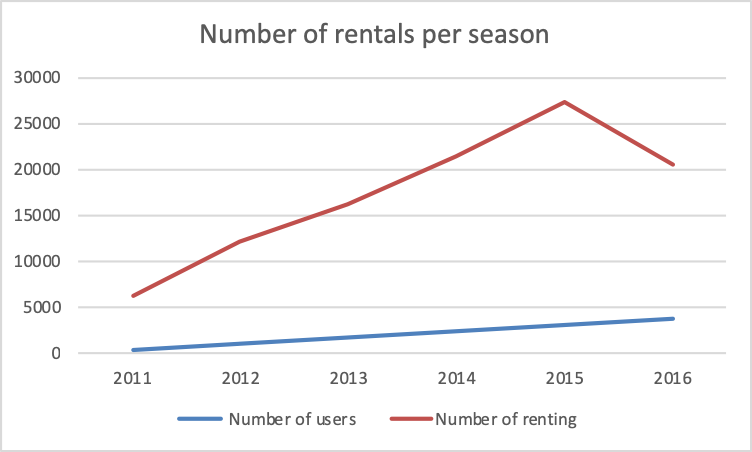 Number of rentals per season
30000
25000
20000
15000
10000
5000
0
2011 2012 2013 2014 2015 2016
Number of users Number of renting